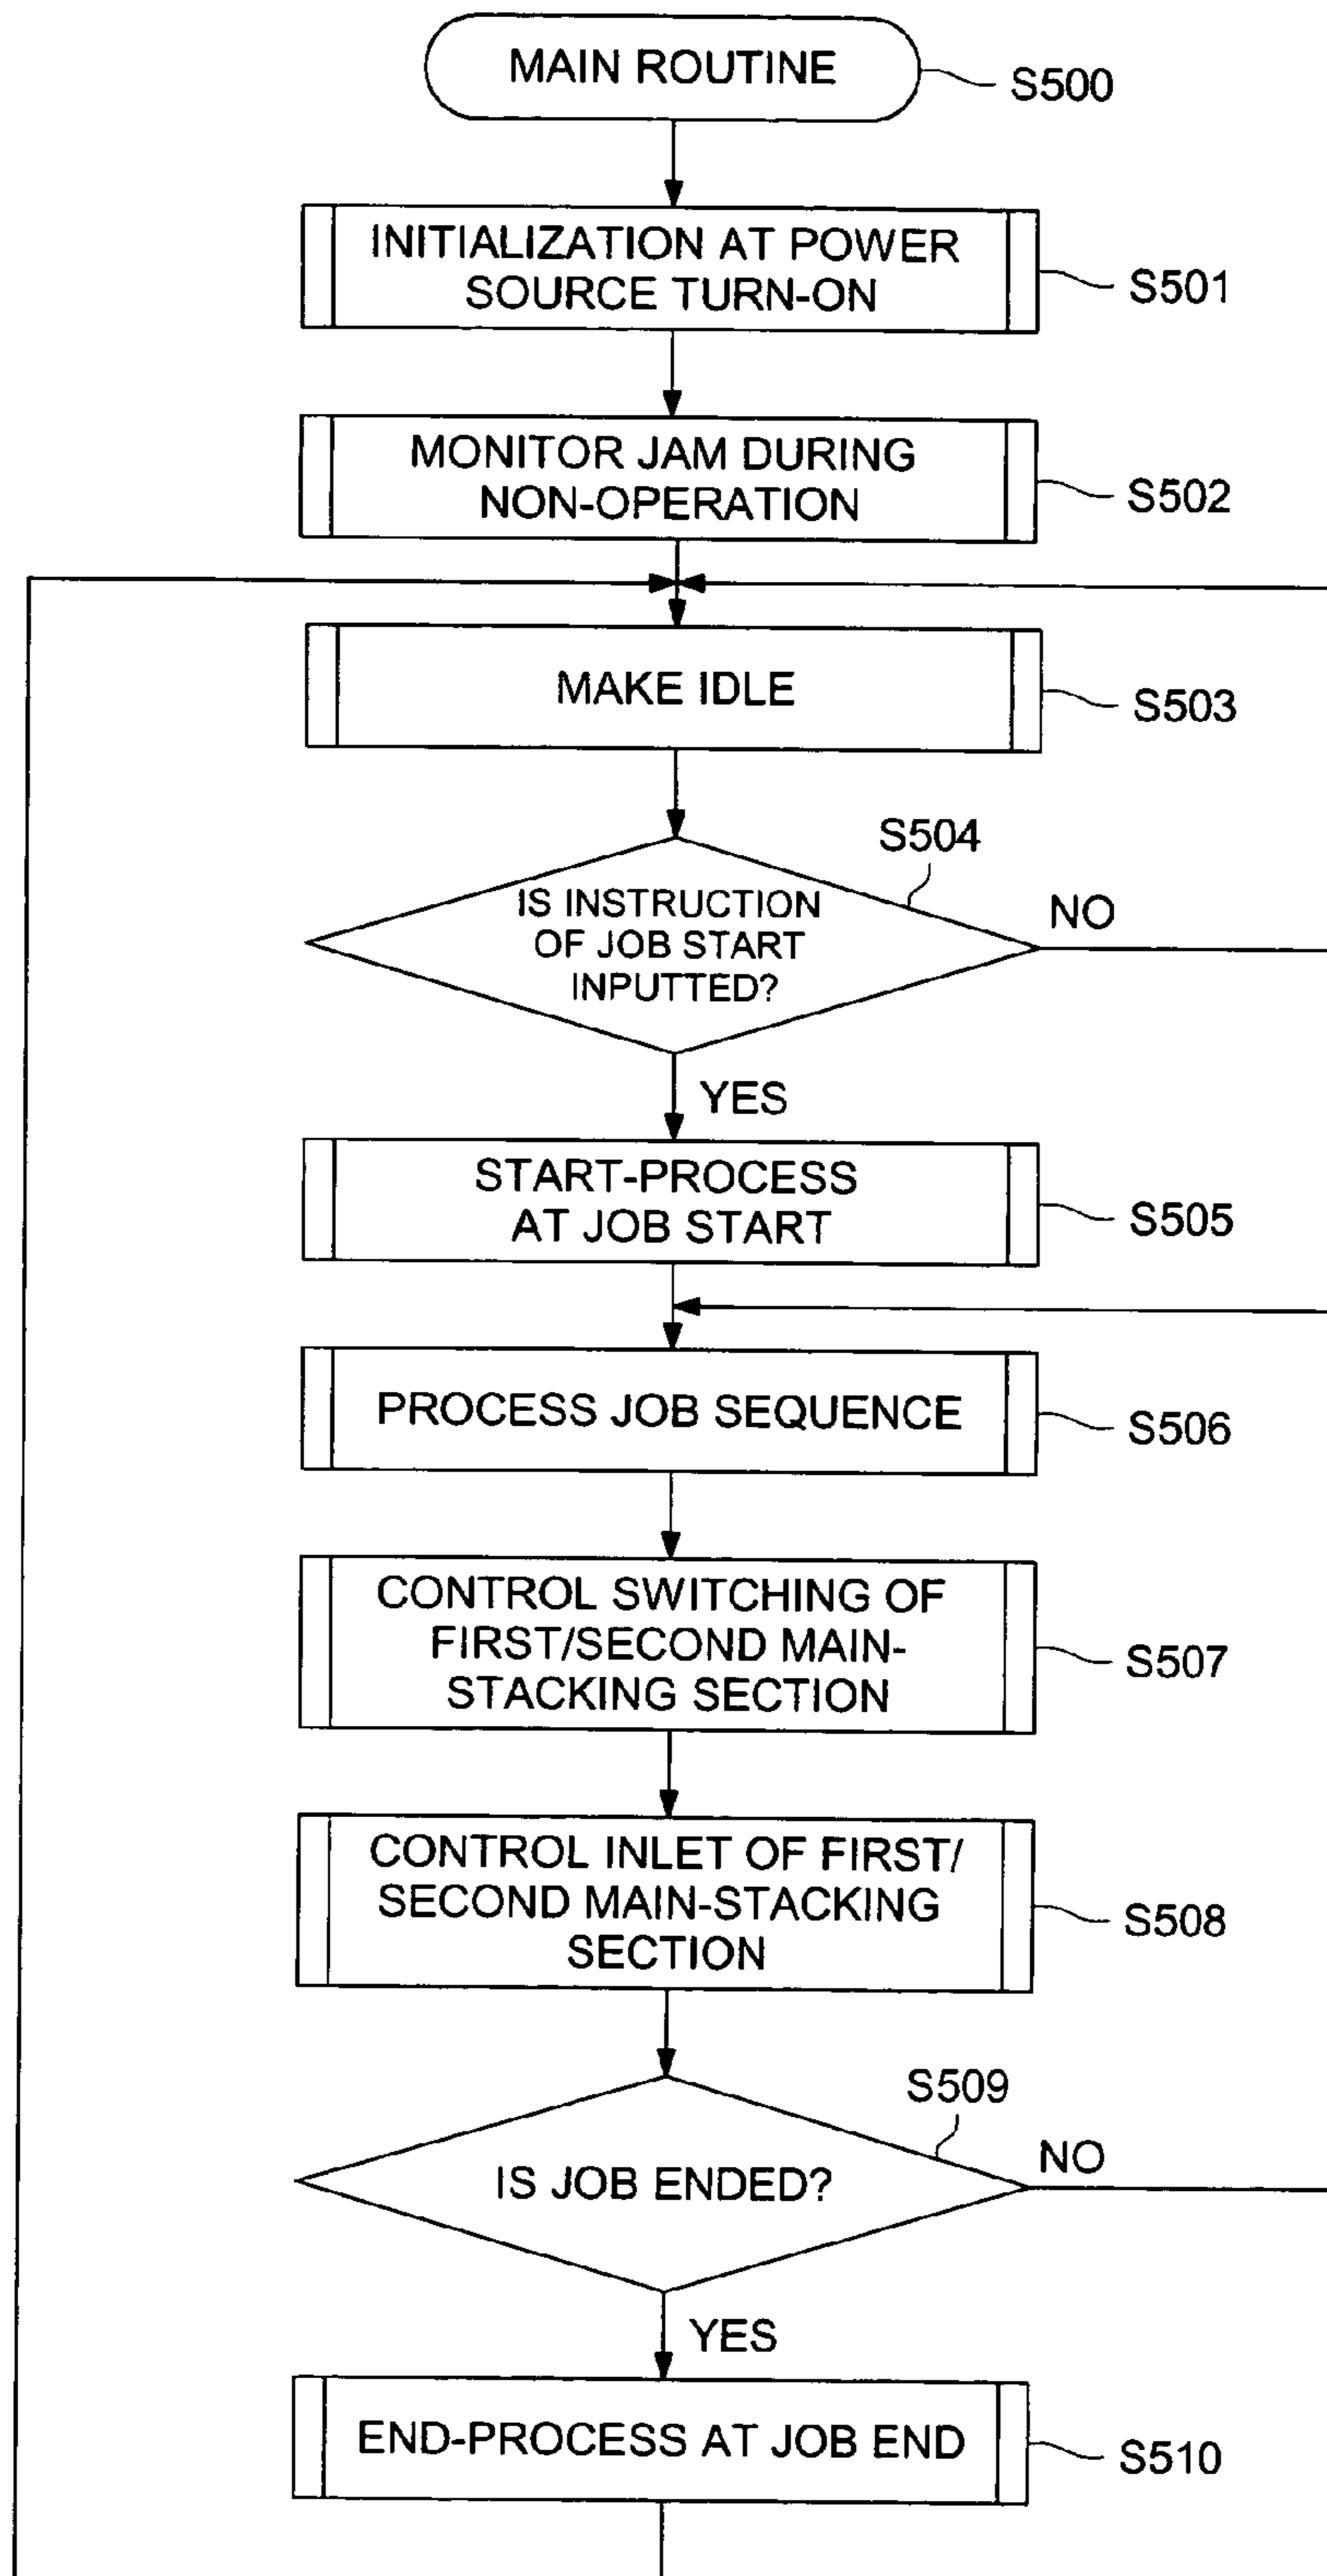 MAIN ROUTINE
S500
INITIALIZATION AT POWER
SOURCE TURN-ON
S501
MONITOR JAM DURING
NON-OPERATION
S502
MAKE IDLE
S503
S504
IS INSTRUCTION
OF JOB START
INPUTTED?
NO
YES
START-PROCESS
AT JOB START
S505
PROCESS JOB SEQUENCE
S506
CONTROL SWITCHING OF
FIRST/SECOND MAIN-
STACKING SECTION
S507
CONTROL INLET OF FIRST/
SECOND MAIN-STACKING
SECTION
S508
S509
IS JOB ENDED?
NO
YES
END-PROCESS AT JOB END
S510